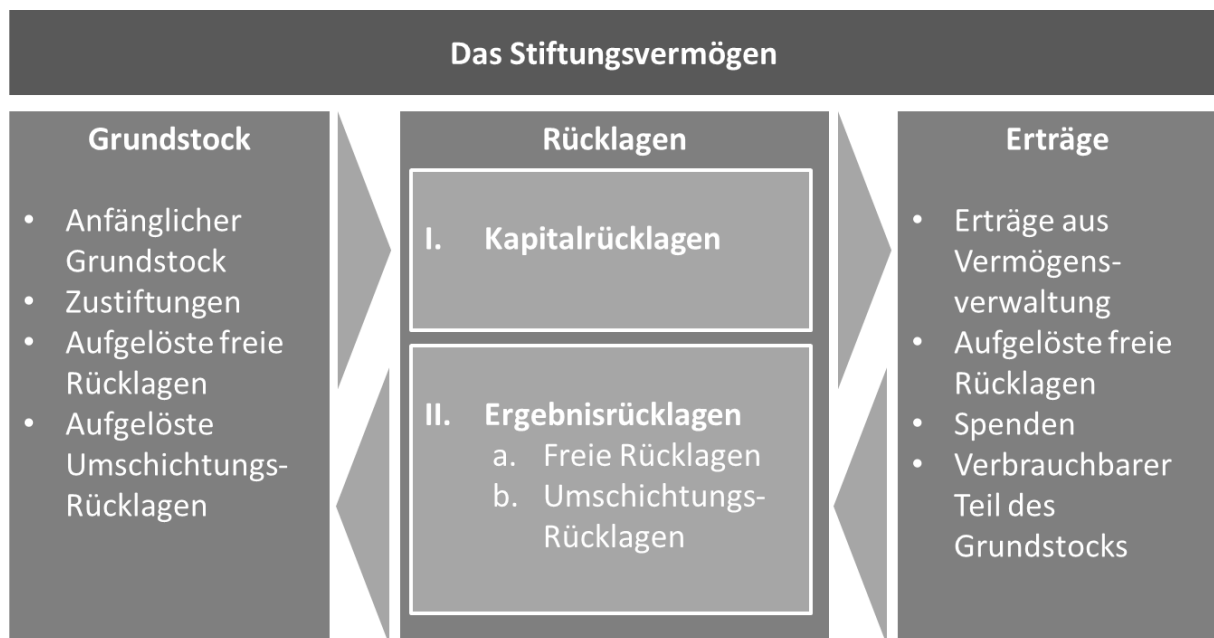 Das Stiftungsvermögen
Grundstock
• Anfänglicher
Grundstock
• Zustiftungen
• Aufgelöste freie
Rücklagen
• Aufgelöste
Umschichtungs-
Rücklagen
Rücklagen
I. Kapitalrücklagen
II. Ergebnisrücklagen
a. Freie Rücklagen
b. Umschichtungs-
Rücklagen
Erträge
• Erträge aus
Vermögens-
verwaltung
• Aufgelöste freie
Rücklagen
• Spenden
• Verbrauchbarer
Teil des
Grundstocks